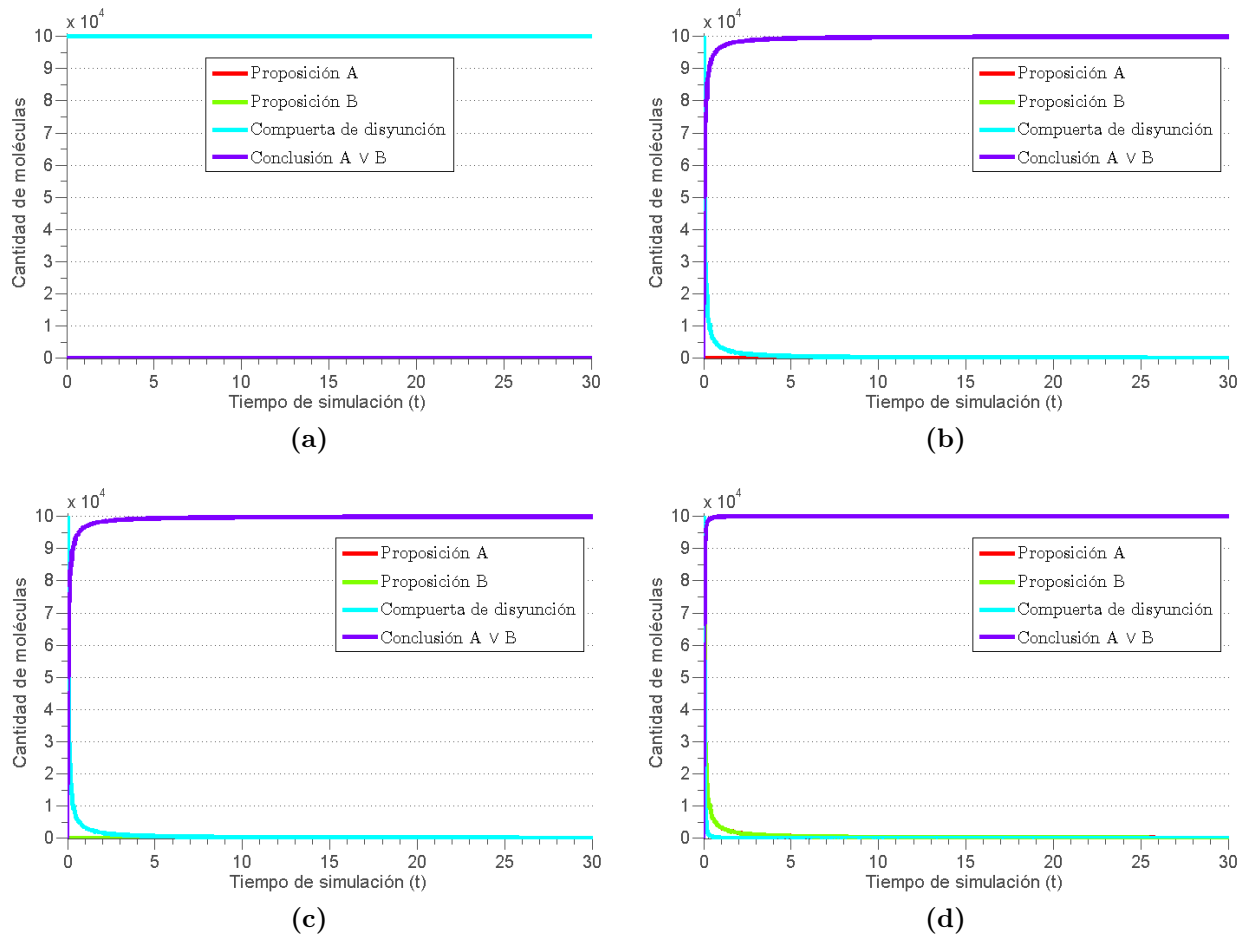 x 10^4
10
9
8
7
6
5
4
3
2
1
0
Cantidad de moléculas
Proposición A
Proposición B
Compuerta de disyunción
Conclusión A ∨ B
0 5 10 15 20 25 30
Tiempo de simulación (t)
(a)
x 10^4
10
9
8
7
6
5
4
3
2
1
0
Cantidad de moléculas
Proposición A
Proposición B
Compuerta de disyunción
Conclusión A ∨ B
0 5 10 15 20 25 30
Tiempo de simulación (t)
(b)
x 10^4
10
9
8
7
6
5
4
3
2
1
0
Cantidad de moléculas
Proposición A
Proposición B
Compuerta de disyunción
Conclusión A ∨ B
0 5 10 15 20 25 30
Tiempo de simulación (t)
(c)
x 10^4
10
9
8
7
6
5
4
3
2
1
0
Cantidad de moléculas
Proposición A
Proposición B
Compuerta de disyunción
Conclusión A ∨ B
0 5 10 15 20 25 30
Tiempo de simulación (t)
(d)